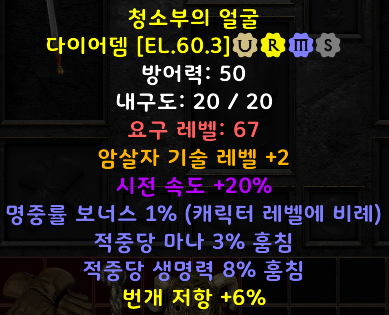 청소부의 얼굴
다이어뎀 [EL.60.3] U R M S
방어력: 50
내구도: 20 / 20
요구 레벨: 67
암살자 기술 레벨 +2
시전 속도 +20%
명중률 보너스 1% (캐릭터 레벨에 비례)
적중당 마나 3% 훔침
적중당 생명력 8% 훔침
번개 저항 +6%